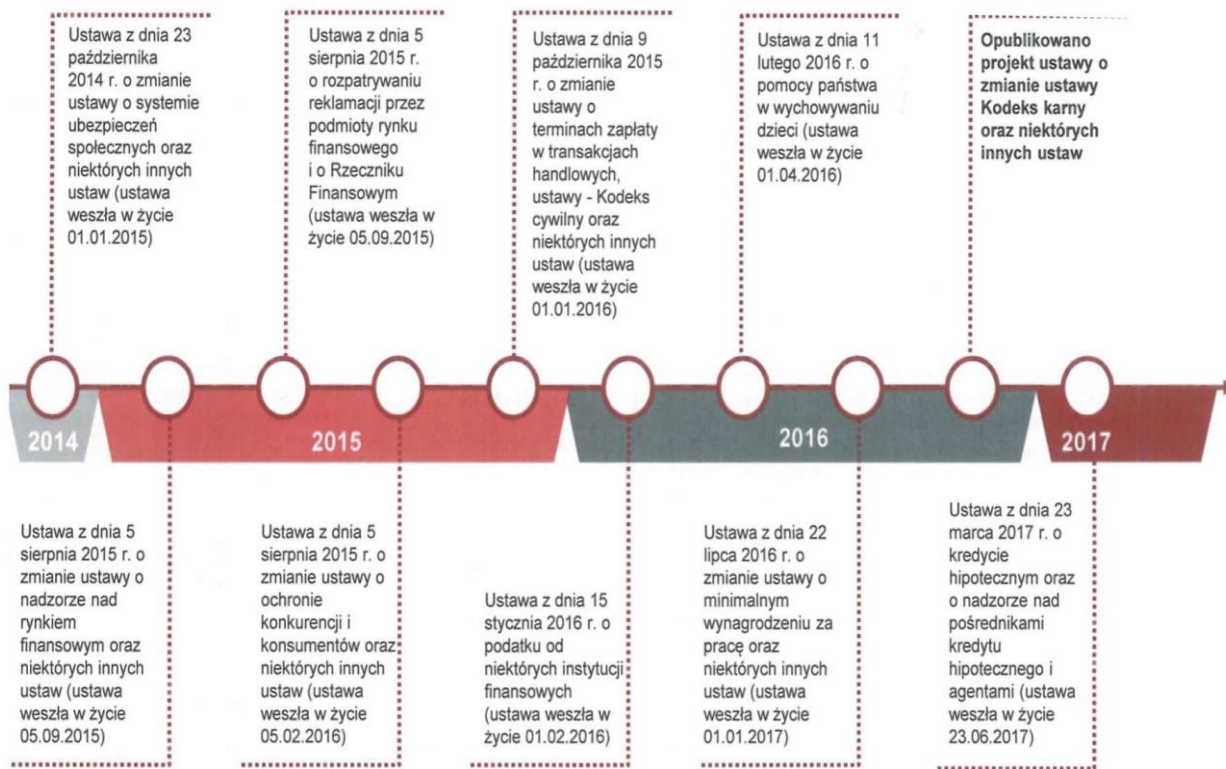 Ustawa z dnia 23
października
2014 r. o zmianie
ustawy o systemie
ubezpieczeń
społecznych oraz
niektórych innych
ustaw (ustawa
weszła w życie
01.01.2015)
Ustawa z dnia 5
sierpnia 2015 r.
o rozpatrywaniu
reklamacji przez
podmioty rynku
finansowego
i o Rzeczniku
Finansowym
(ustawa weszła w
życie 05.09.2015)
Ustawa z dnia 9
października 2015
r. o zmianie
ustawy o
terminach zapłaty
w transakcjach
handlowych,
ustawy - Kodeks
cywilny oraz
niektórych innych
ustaw (ustawa
weszła w życie
01.01.2016)
Ustawa z dnia 11
lutego 2016 r. o
pomocy państwa
w wychowywaniu
dzieci (ustawa
weszła w życie
01.04.2016)
Opublikowano
projekt ustawy o
zmianie ustawy
Kodeks karny
oraz niektórych
innych ustaw
2014
2015
2016
2017
Ustawa z dnia 5
sierpnia 2015 r. o
zmianie ustawy o
nadzorze nad
rynkiem
finansowym oraz
niektórych innych
ustaw (ustawa
weszła w życie
05.09.2015)
Ustawa z dnia 5
sierpnia 2015 r. o
zmianie ustawy o
ochronie
konkurencji i
konsumentów oraz
niektórych innych
ustaw (ustawa
weszła w życie
05.02.2016)
Ustawa z dnia 15
stycznia 2016 r. o
podatku od
niektórych instytucji
finansowych
(ustawa weszła w
życie 01.02.2016)
Ustawa z dnia 22
lipca 2016 r. o
zmianie ustawy o
minimalnym
wynagrodzeniu za
pracę oraz
niektórych innych
ustaw (ustawa
weszła w życie
01.01.2017)
Ustawa z dnia 23
marca 2017 r. o
kredycie
hipotecznym oraz
o nadzorze nad
pośrednikami
kredytu
hipotecznego i
agentami (ustawa
weszła w życie
23.06.2017)